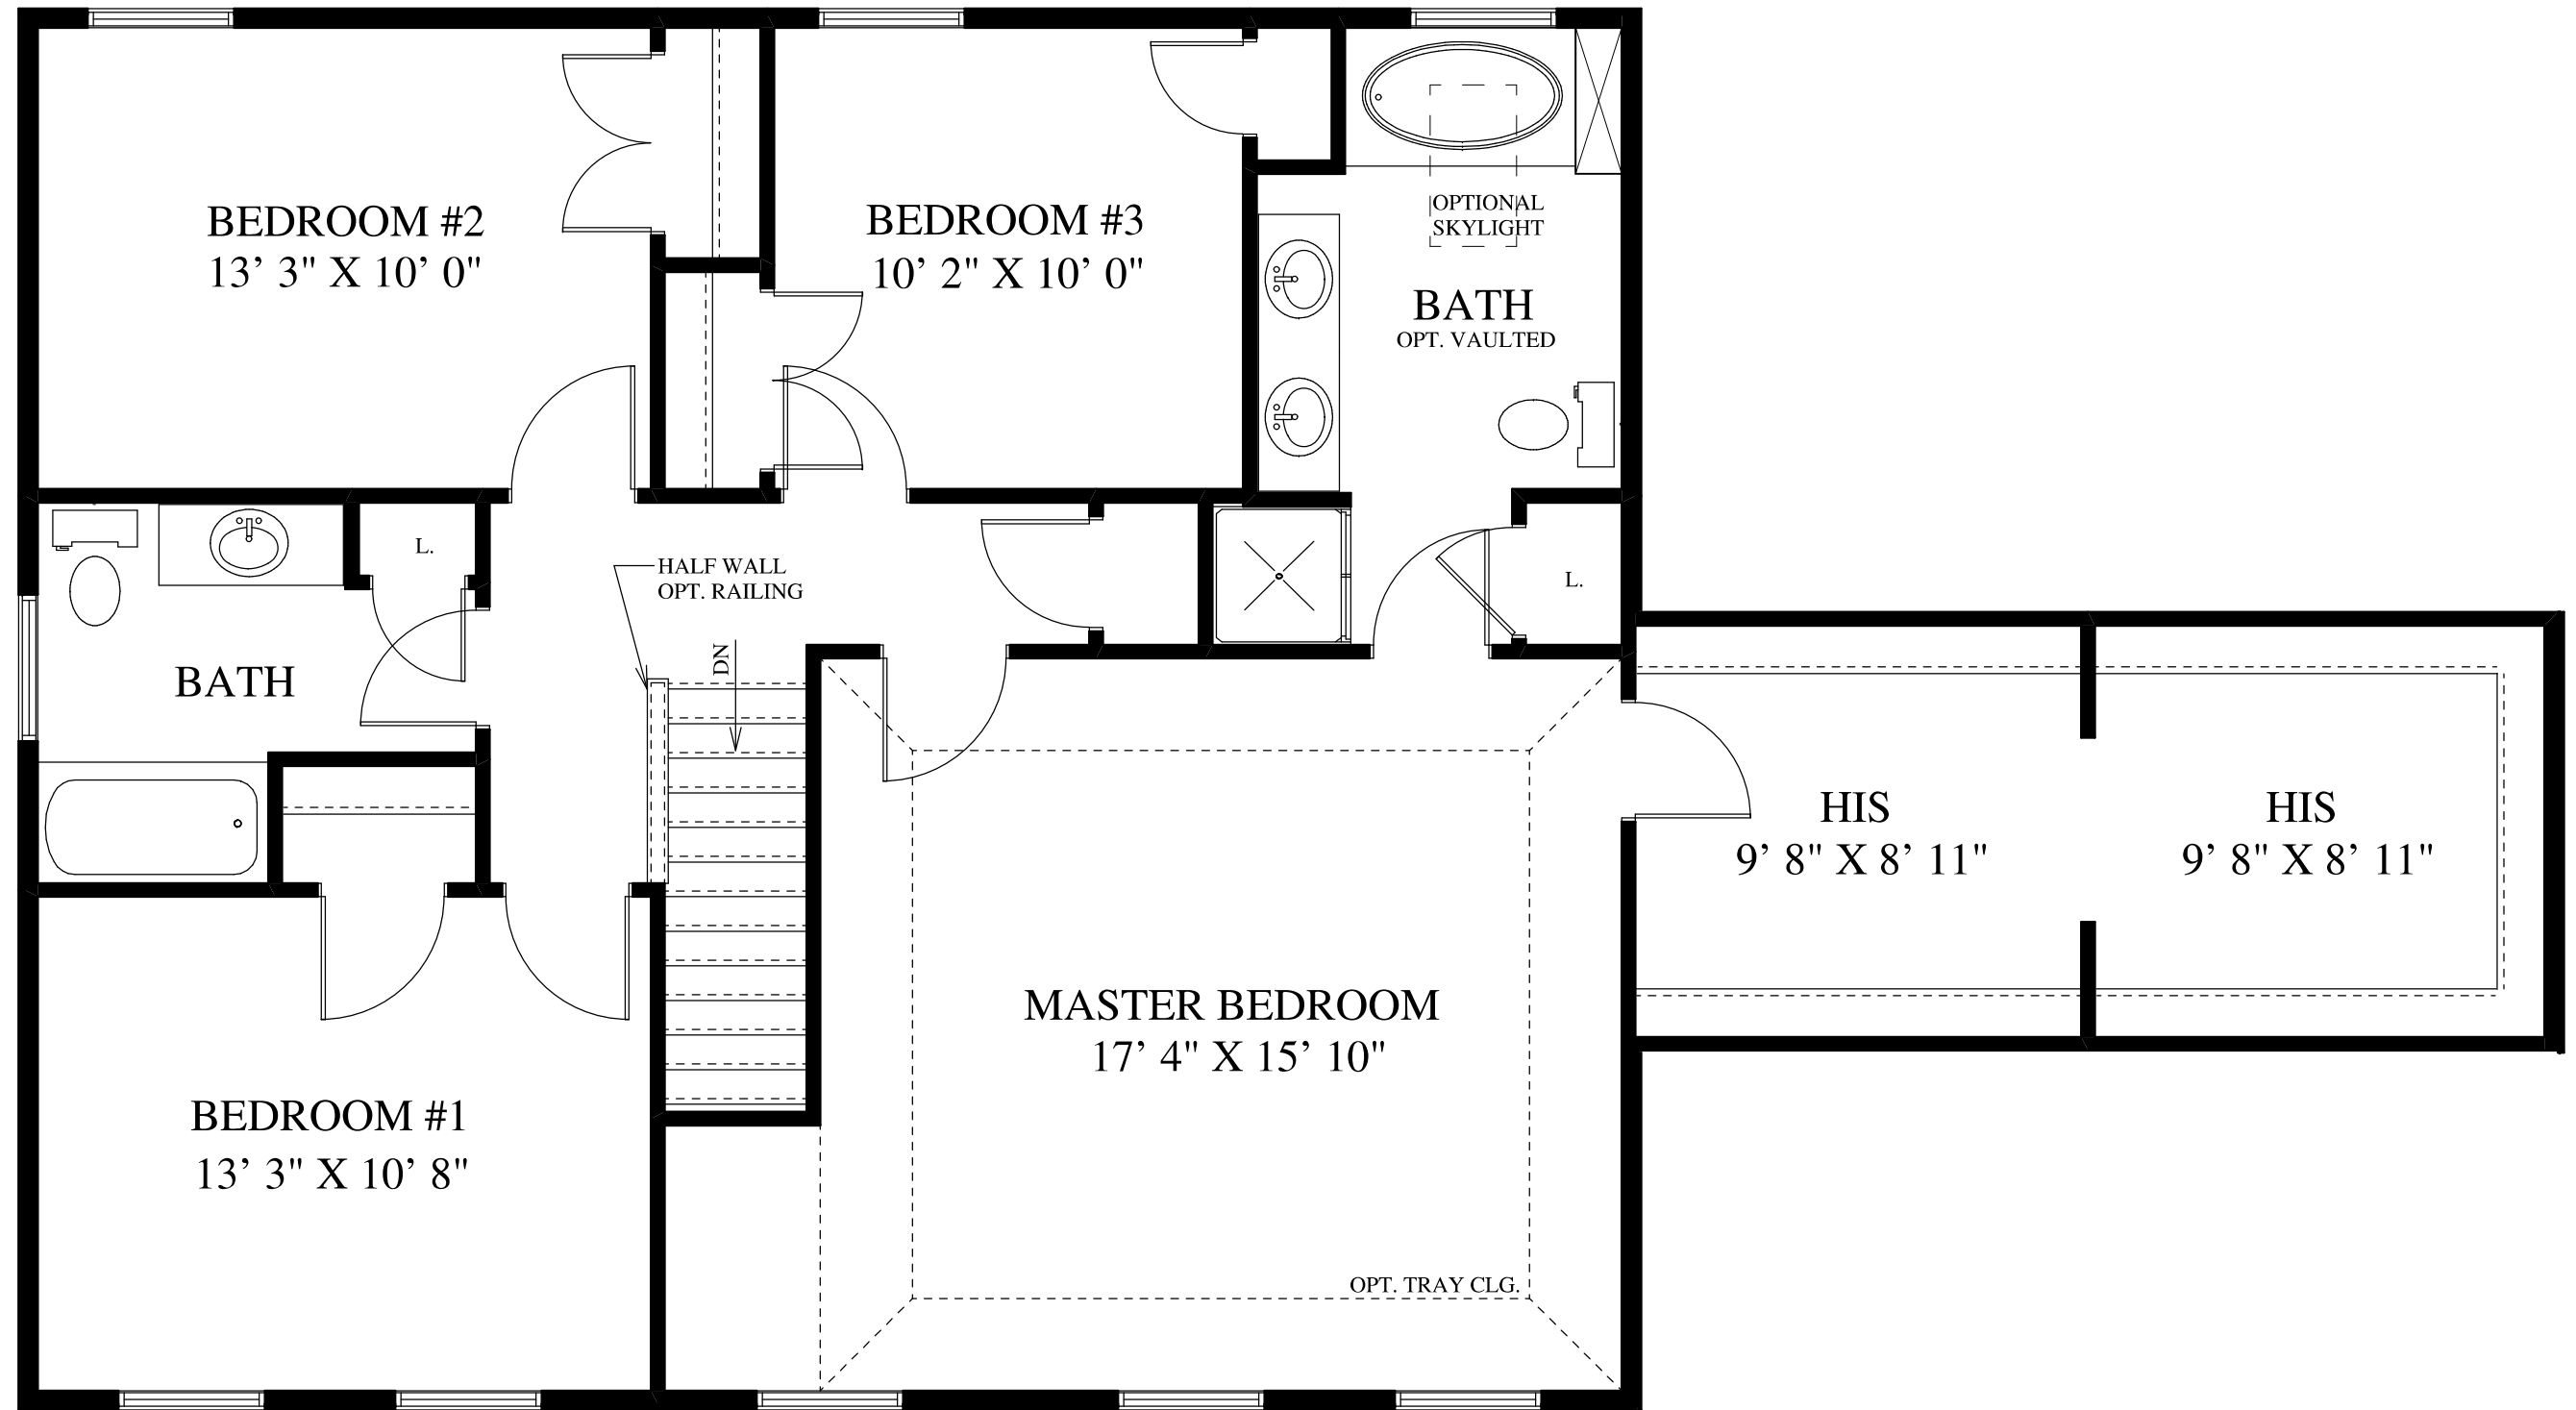 BEDROOM #2
13’ 3" X 10’ 0"
BEDROOM #3
10’ 2" X 10’ 0"
OPTIONAL
SKYLIGHT
BATH
OPT. VAULTED
L.
HALF WALL
OPT. RAILING
L.
DN
BATH
HIS
9’ 8" X 8’ 11"
HIS
9’ 8" X 8’ 11"
MASTER BEDROOM
17’ 4" X 15’ 10"
BEDROOM #1
13’ 3" X 10’ 8"
OPT. TRAY CLG.